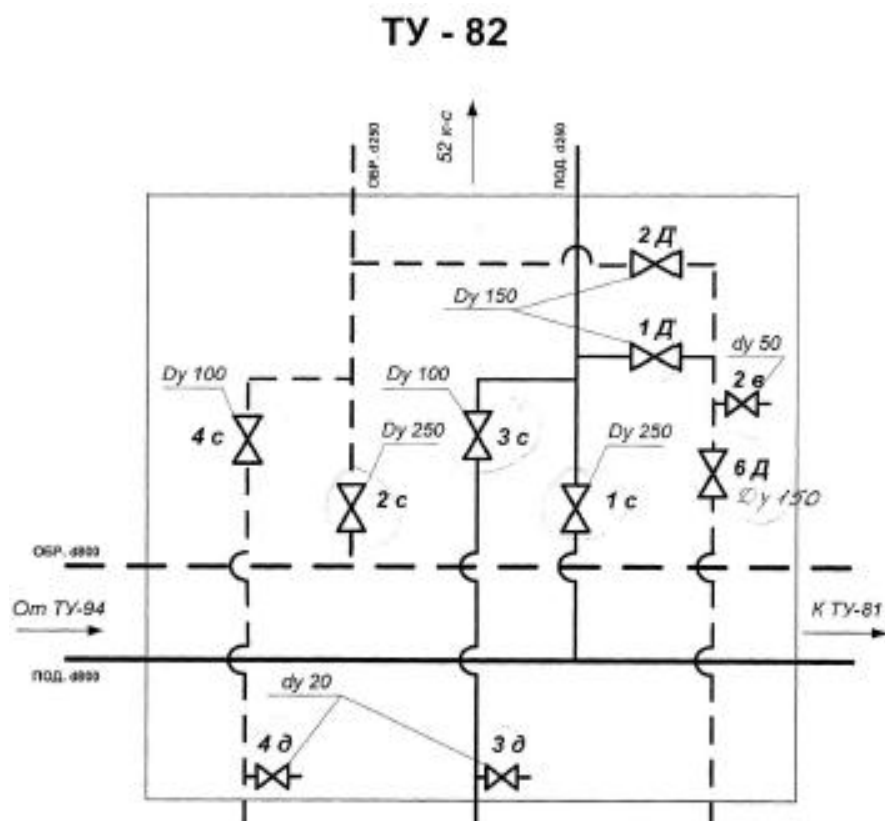 ТУ - 82
ОБР. d250
52 к-с
ПОД. d250
2 Д
Dy 150
1 Д
dy 50
2 в
Dy 100
Dy 100
4 с
3 с
Dy 250
Dy 250
6 Д
Dy 150
2 с
1 с
ОБР. d800
От ТУ-94
К ТУ-81
ПОД. d800
dy 20
4 д
3 д